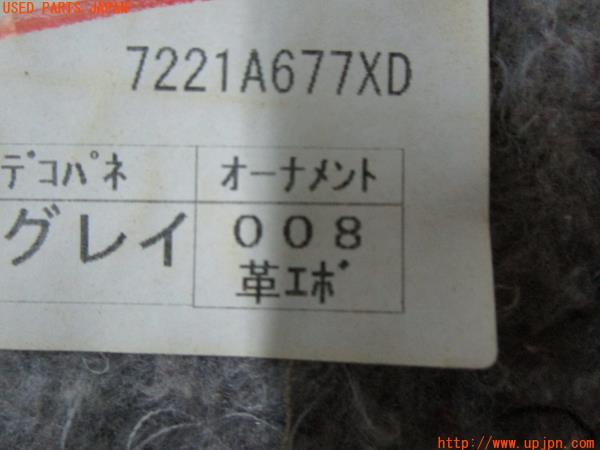 USED PARTS JAPAN
7221A677XD
ﾃﾞｺﾊﾟﾈ オーナメント
グレイ 008
革ｴﾎﾞ
http://www.upjpn.com/